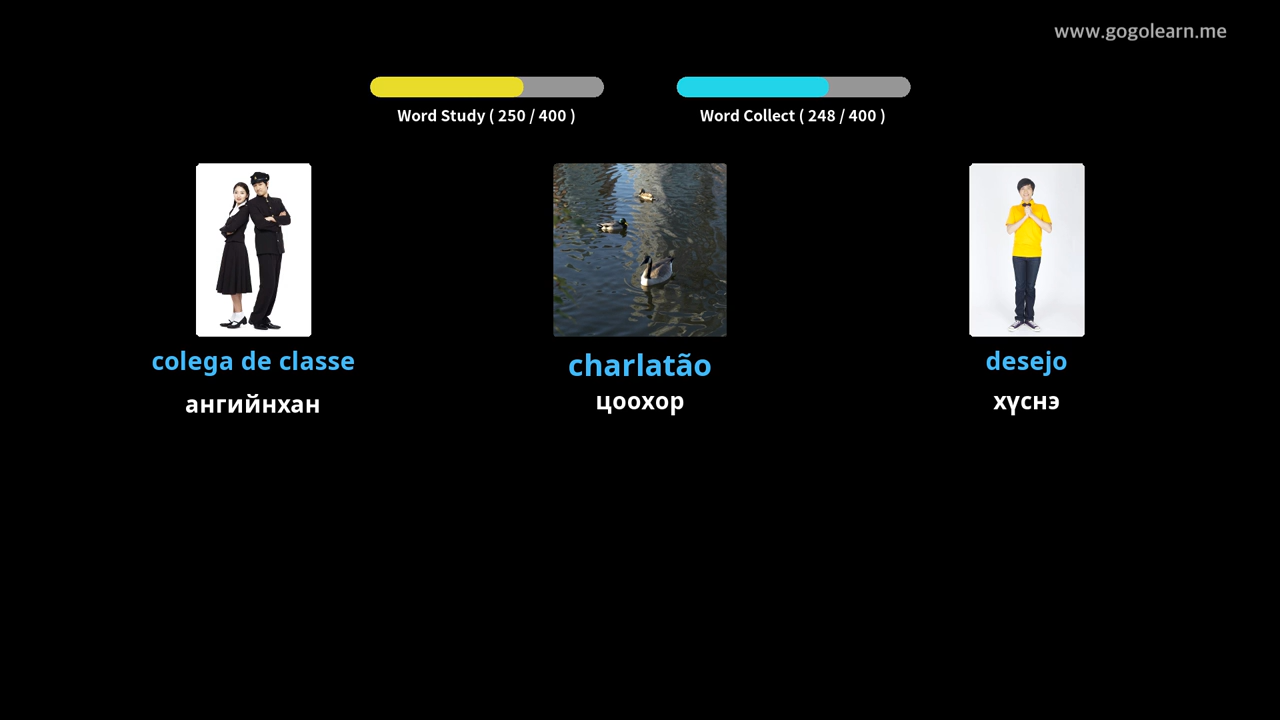 www.gogolearn.me
Word Study ( 250 / 400 )
Word Collect ( 248 / 400 )
colega de classe
ангийнхан
charlatão
цоохор
desejo
хүснэ